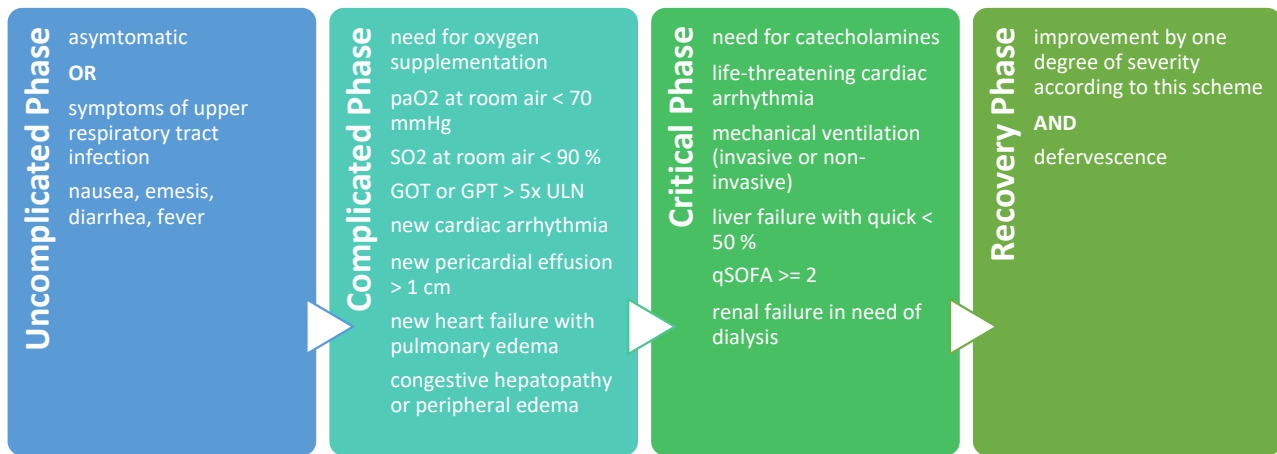 Uncomplicated Phase
asymtomatic
OR
symptoms of upper
respiratory tract
infection
nausea, emesis,
diarrhea, fever
Complicated Phase
need for oxygen
supplementation
paO2 at room air < 70
mmHg
SO2 at room air < 90 %
GOT or GPT > 5x ULN
new cardiac arrhythmia
new pericardial effusion
> 1 cm
new heart failure with
pulmonary edema
congestive hepatopathy
or peripheral edema
Critical Phase
need for catecholamines
life-threatening cardiac
arrhythmia
mechanical ventilation
(invasive or non-
invasive)
liver failure with quick <
50 %
qSOFA >= 2
renal failure in need of
dialysis
Recovery Phase
improvement by one
degree of severity
according to this scheme
AND
defervescence